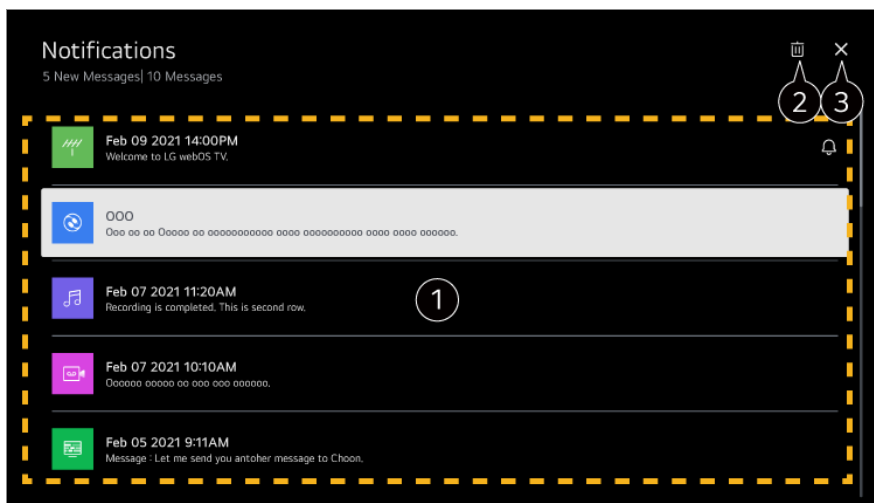 Notifications
5 New Messages| 10 Messages
2
3
Feb 09 2021 14:00PM
Welcome to LG webOS TV.
OOO
Ooo oo oo Ooooo oo ooooooooooo oooo oooooooooo oooo oooo oooooo.
Feb 07 2021 11:20AM
Recording is completed. This is second row.
1
Feb 07 2021 10:10AM
Oooooo ooooo oo ooo ooo oooooo.
Feb 05 2021 9:11AM
Message : Let me send you antoher message to Choon.